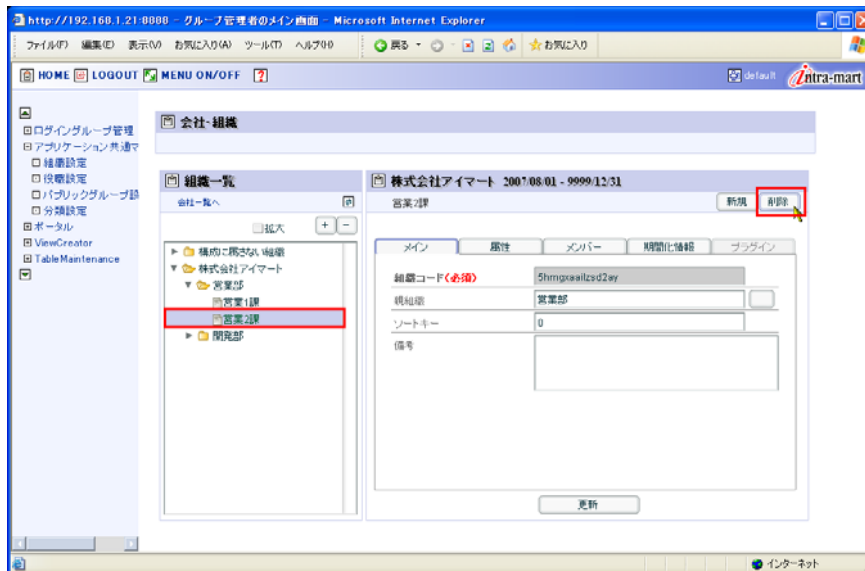 http://192.168.1.21:8888 - グループ管理者のメイン画面 - Microsoft Internet Explorer
ファイル(F) 編集(E) 表示(V) お気に入り(A) ツール(T) ヘルプ(H) 戻る お気に入り
HOME LOGOUT MENU ON/OFF ? default intra-mart
ログイングループ管理
アプリケーション共通マ
組織設定
役職設定
パブリックグループ設
分類設定
ポータル
ViewCreator
TableMaintenance
会社・組織
組織一覧
会社一覧へ
拡大 + -
構成に属さない組織
株式会社アイマート
営業部
営業1課
営業2課
開発部
株式会社アイマート 2007/08/01 - 9999/12/31
営業2課 新規 削除
メイン 属性 メンバー 期間化情報 プラグイン
組織コード(必須) 5hmgxaailzsd2ay
親組織 営業部
ソートキー 0
備考
更新
インターネット